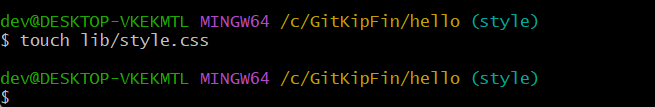 dev@DESKTOP-VKEKMTL MINGW64 /c/GitKipFin/hello (style)
$ touch lib/style.css
dev@DESKTOP-VKEKMTL MINGW64 /c/GitKipFin/hello (style)
$